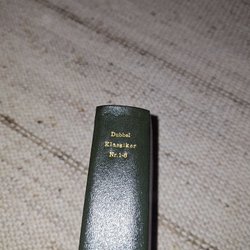 Dubbel
Klassiker
Nr. 1-8